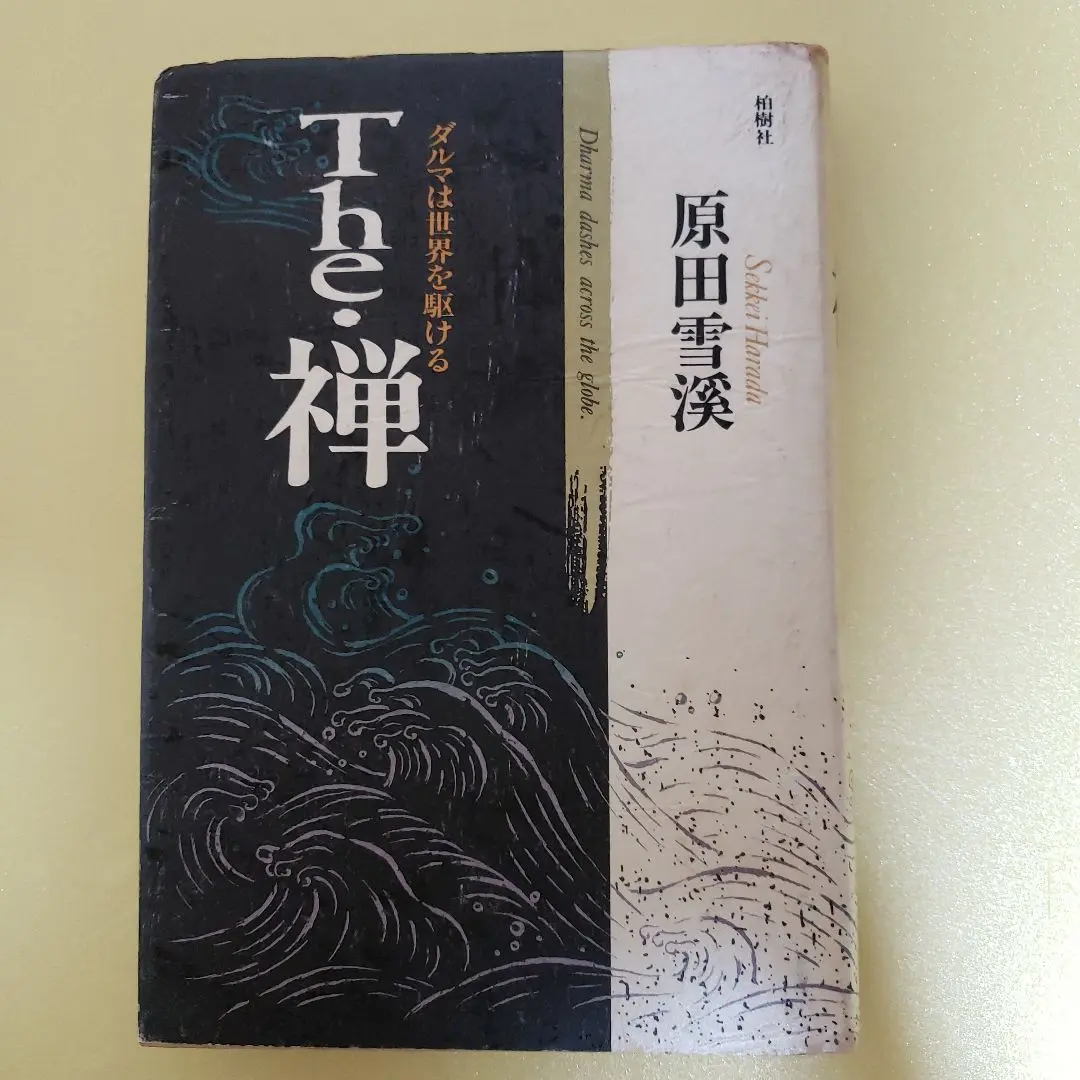 柏樹社
原田雪溪
Sekkei Harada
Dharma dashes across the globe.
ダルマは世界を駆ける
The・禅